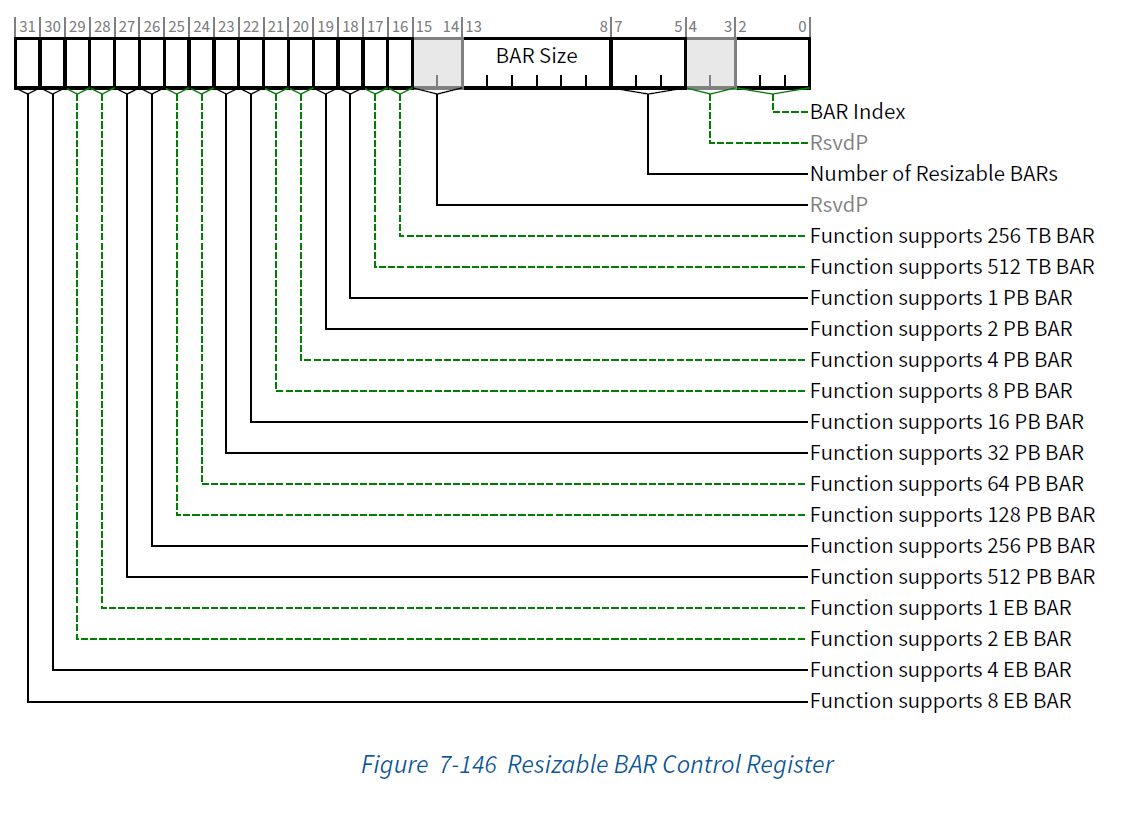 31 30 29 28 27 26 25 24 23 22 21 20 19 18 17 16 15 14 13 8 7 5 4 3 2 0
BAR Size
BAR Index
RsvdP
Number of Resizable BARs
RsvdP
Function supports 256 TB BAR
Function supports 512 TB BAR
Function supports 1 PB BAR
Function supports 2 PB BAR
Function supports 4 PB BAR
Function supports 8 PB BAR
Function supports 16 PB BAR
Function supports 32 PB BAR
Function supports 64 PB BAR
Function supports 128 PB BAR
Function supports 256 PB BAR
Function supports 512 PB BAR
Function supports 1 EB BAR
Function supports 2 EB BAR
Function supports 4 EB BAR
Function supports 8 EB BAR
Figure 7-146 Resizable BAR Control Register